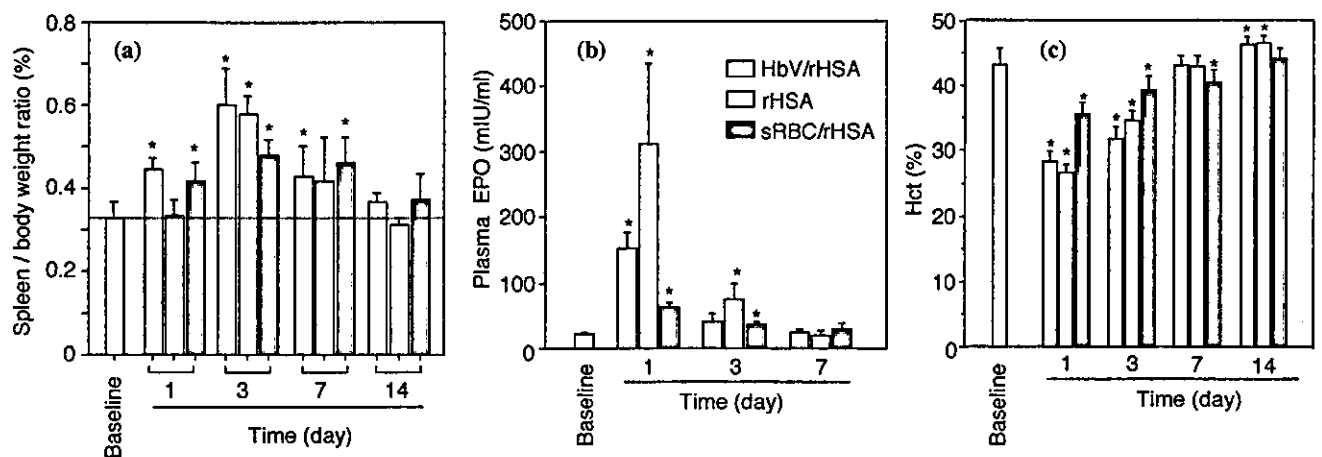 (a)
Spleen / body weight ratio (%)
0.8
0.6
0.4
0.2
0
* * * * * * *
Baseline
1 3 7 14
Time (day)
(b)
Plasma EPO (mIU/ml)
500
400
300
200
100
0
HbV/rHSA
rHSA
sRBC/rHSA
* * * * *
Baseline
1 3 7
Time (day)
(c)
Hct (%)
50
40
30
20
10
0
* * * * * * * * *
Baseline
1 3 7 14
Time (day)